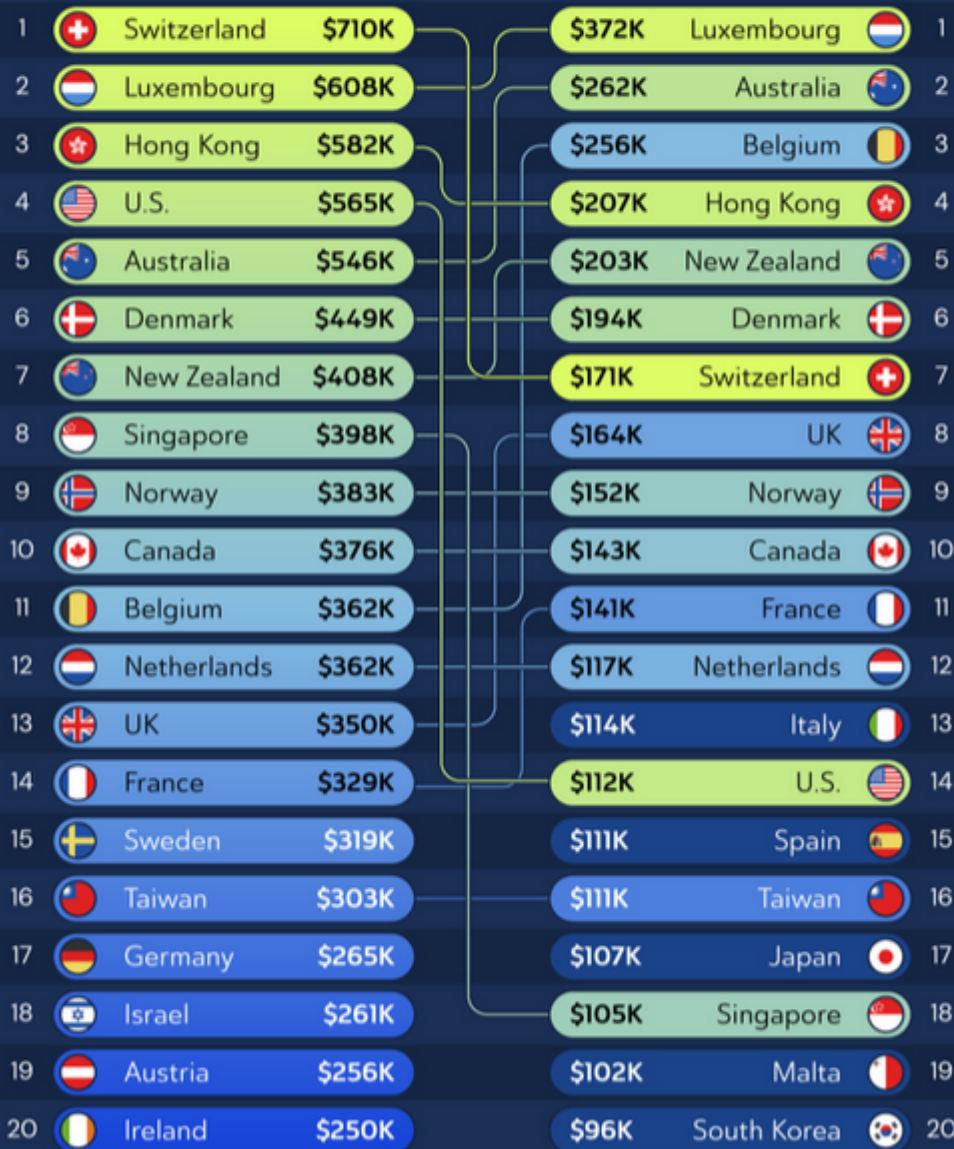 1 Switzerland $710K $372K Luxembourg 1
2 Luxembourg $608K $262K Australia 2
3 Hong Kong $582K $256K Belgium 3
4 U.S. $565K $207K Hong Kong 4
5 Australia $546K $203K New Zealand 5
6 Denmark $449K $194K Denmark 6
7 New Zealand $408K $171K Switzerland 7
8 Singapore $398K $164K UK 8
9 Norway $383K $152K Norway 9
10 Canada $376K $143K Canada 10
11 Belgium $362K $141K France 11
12 Netherlands $362K $117K Netherlands 12
13 UK $350K $114K Italy 13
14 France $329K $112K U.S. 14
15 Sweden $319K $111K Spain 15
16 Taiwan $303K $111K Taiwan 16
17 Germany $265K $107K Japan 17
18 Israel $261K $105K Singapore 18
19 Austria $256K $102K Malta 19
20 Ireland $250K $96K South Korea 20